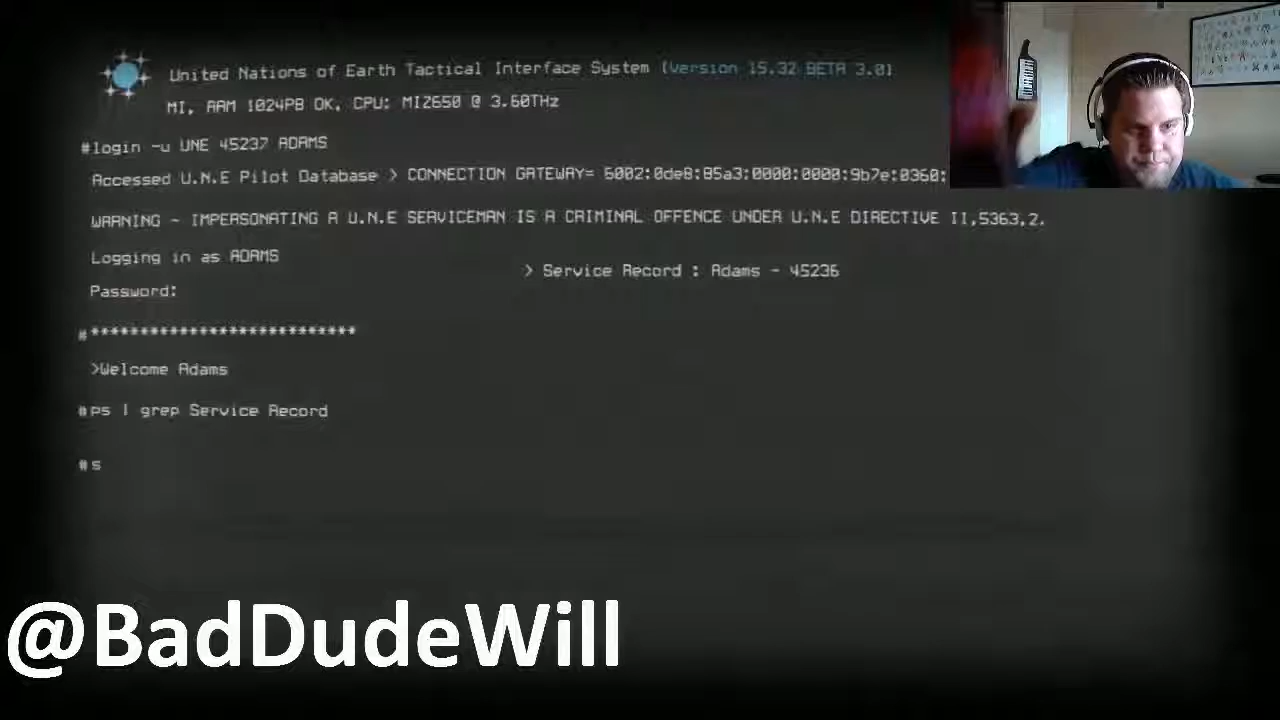 United Nations of Earth Tactical Interface System (Version 15.32 BETA 3.0)
MI, RAM 1024PB OK, CPU: MI2650 @ 3.60THz
#login -u UNE 45237 ADAMS
Accessed U.N.E Pilot Database > CONNECTION GATEWAY= 6002:0de8:85a3:0000:0000:9b7e:0360:
WARNING - IMPERSONATING A U.N.E SERVICEMAN IS A CRIMINAL OFFENCE UNDER U.N.E DIRECTIVE II,5363,2.
Logging in as ADAMS
> Service Record : Adams - 45236
Password:
#***************************
>Welcome Adams
#ps | grep Service Record
#s
@BadDudeWill